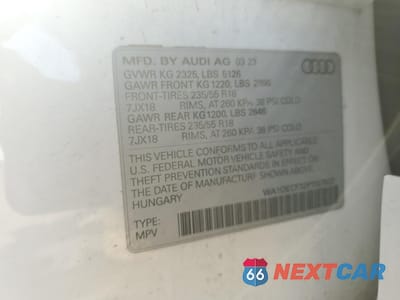 MFD. BY AUDI AG 03 23
GVWR KG 2325, LBS 5126
GAWR FRONT KG 1220, LBS 2690
FRONT-TIRES 235/55 R18
7JX18 RIMS, AT 260 KPA, 38 PSI COLD
GAWR REAR KG1200, LBS 2646
REAR-TIRES 235/55 R18
7JX18 RIMS, AT 260 KPA, 38 PSI COLD
THIS VEHICLE CONFORMS TO ALL APPLICABLE
U.S. FEDERAL MOTOR VEHICLE SAFETY AND
THEFT PREVENTION STANDARDS IN EFFECT ON
THE DATE OF MANUFACTURE SHOWN ABOVE.
HUNGARY
TYPE:
MPV
66 NEXTCAR